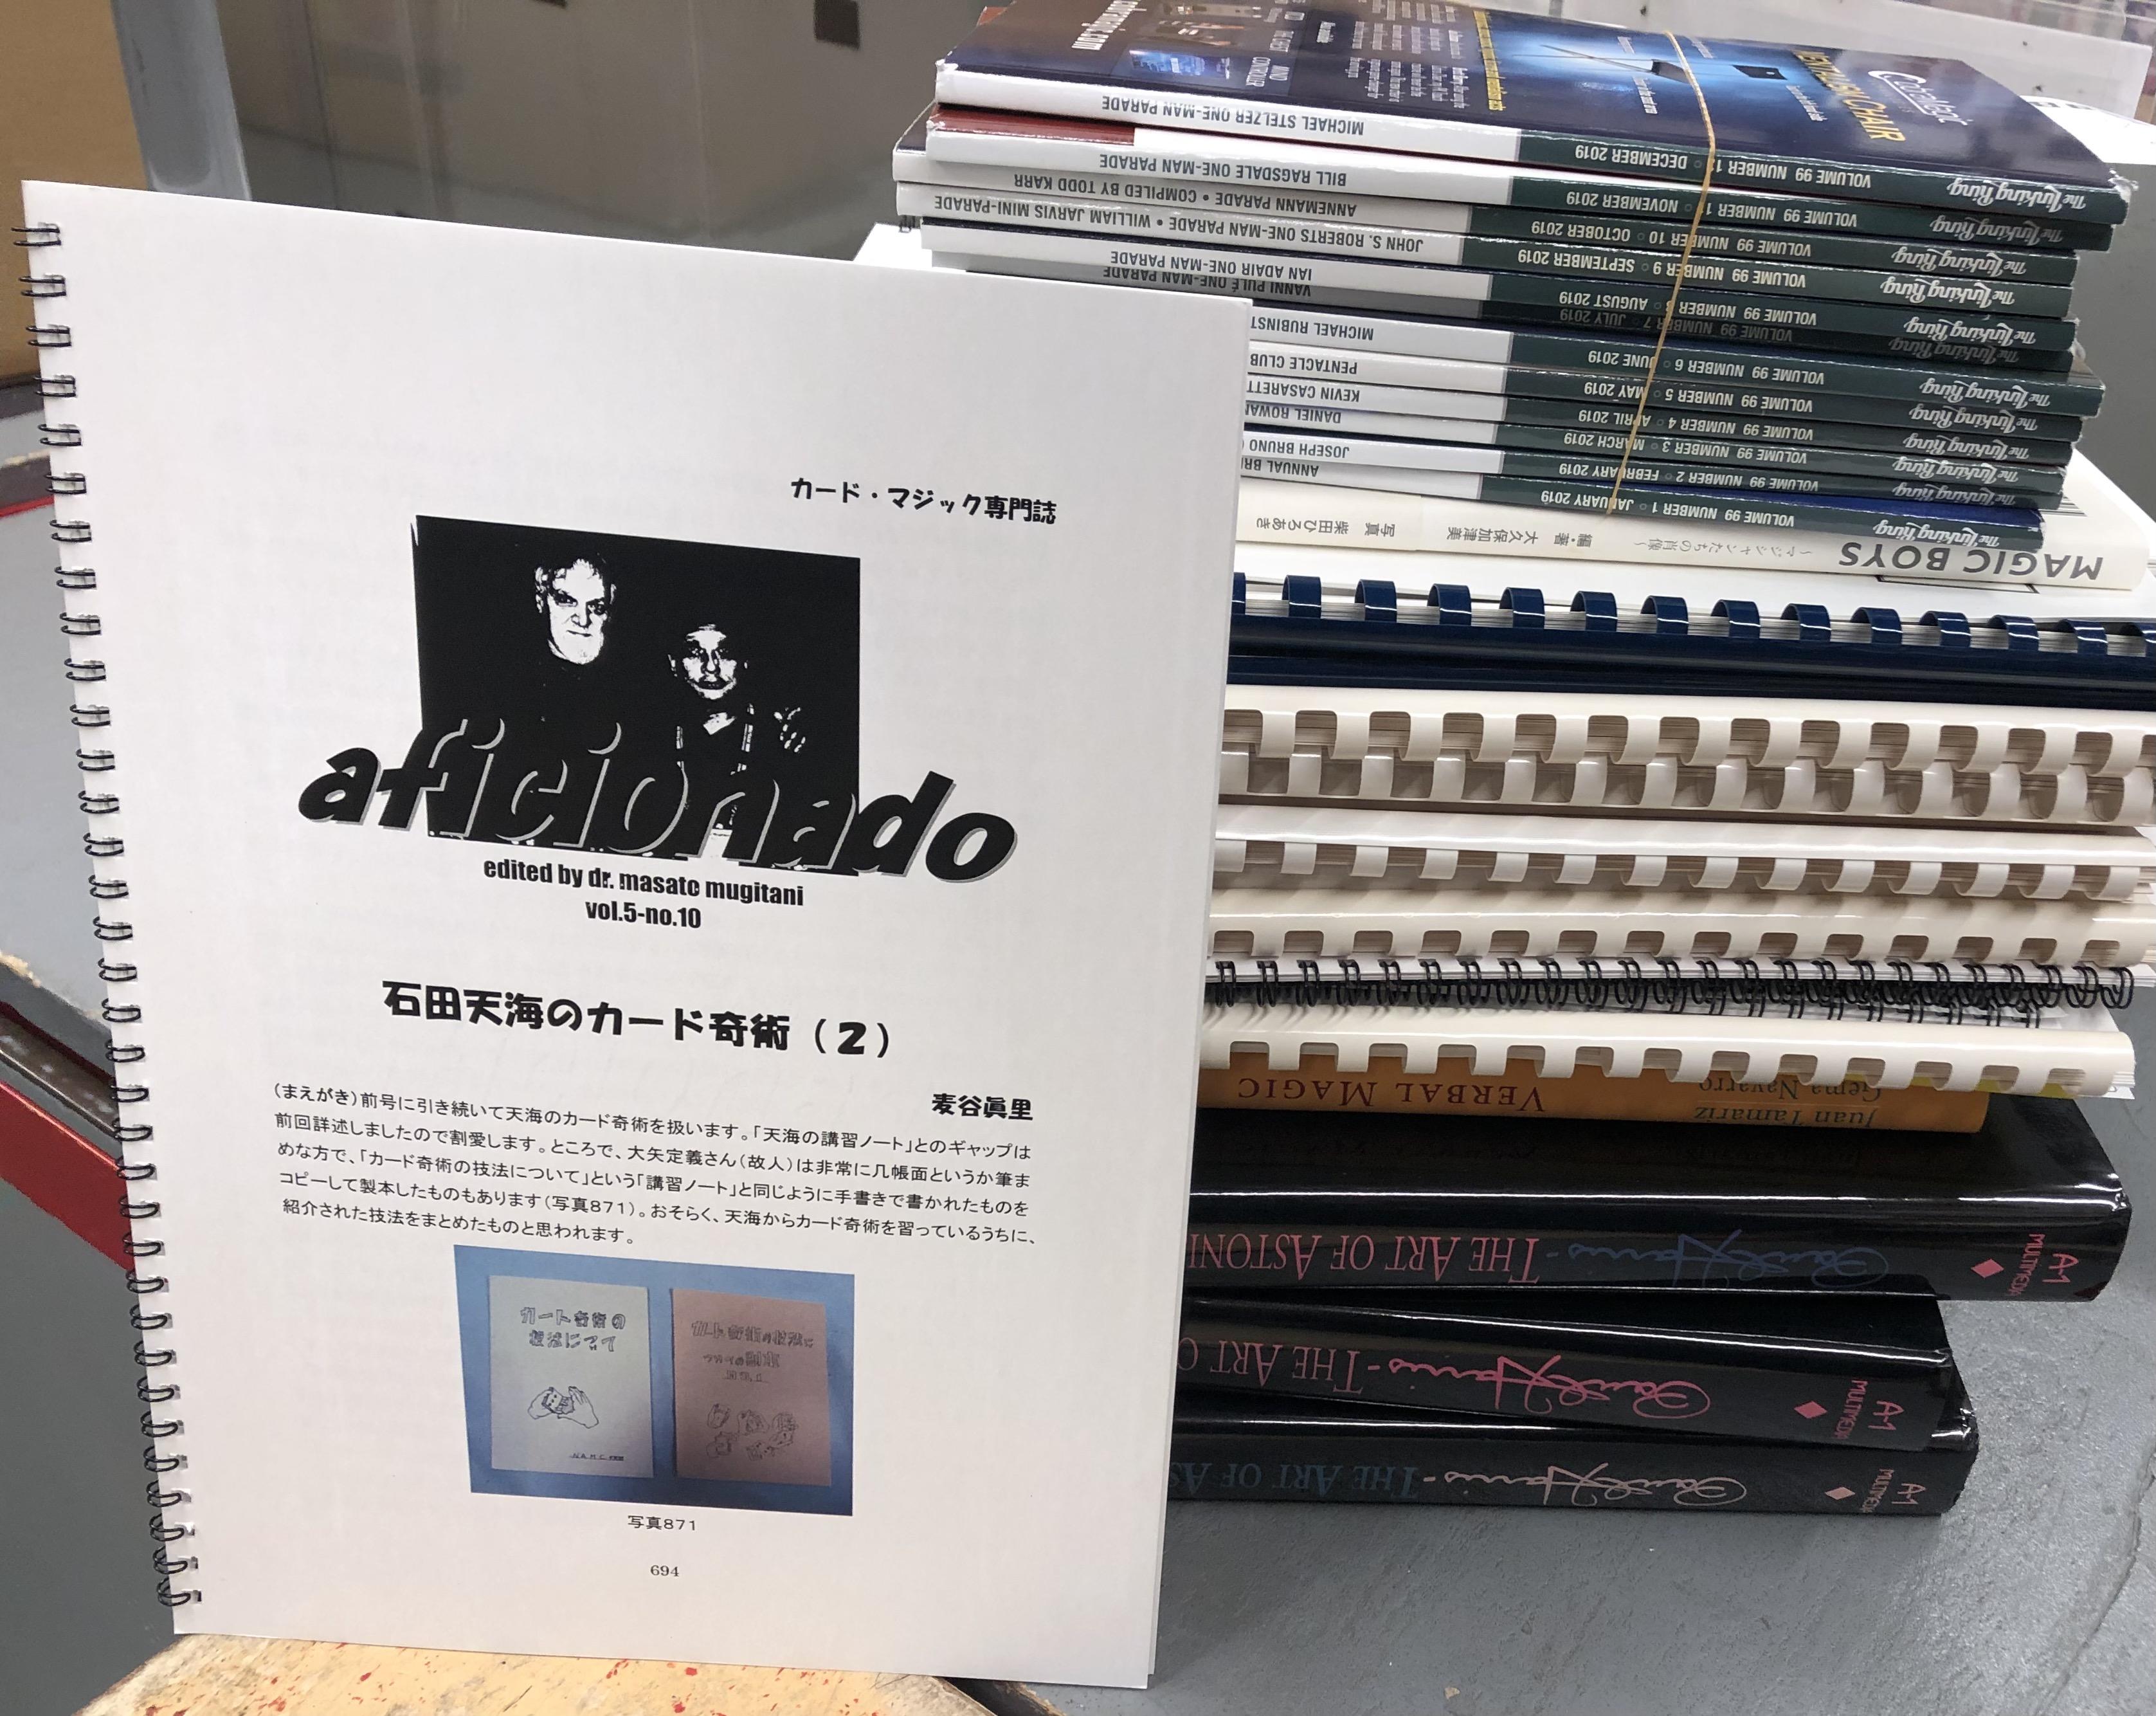 カード・マジック専門誌
aficionado
edited by dr. masato mugitani
vol.5-no.10
石田天海のカード奇術（２）
麦谷眞里
（まえがき）前号に引き続いて天海のカード奇術を扱います。「天海の講習ノート」とのギャップは
前回詳述しましたので割愛します。ところで、大矢定義さん（故人）は非常に几帳面というか筆ま
めな方で、「カード奇術の技法について」という「講習ノート」と同じように手書きで書かれたものを
コピーして製本したものもあります（写真871）。おそらく、天海からカード奇術を習っているうちに、
紹介された技法をまとめたものと思われます。
カード奇術の
技法について
写真871
694
The Linking Ring VOLUME 99 NUMBER 12 ○ DECEMBER 2019 MICHAEL STELZER ONE-MAN PARADE
The Linking Ring VOLUME 99 NUMBER 11 ○ NOVEMBER 2019 BILL RAGSDALE ONE-MAN PARADE
The Linking Ring VOLUME 99 NUMBER 10 ○ OCTOBER 2019 ANNEMANN PARADE • COMPILED BY TODD KARR
The Linking Ring VOLUME 99 NUMBER 9 ○ SEPTEMBER 2019 JOHN S. ROBERTS ONE-MAN PARADE • WILLIAM JARVIS MINI-PARADE
The Linking Ring VOLUME 99 NUMBER 8 ○ AUGUST 2019 IAN ADAIR ONE-MAN PARADE
The Linking Ring VOLUME 99 NUMBER 7 ○ JULY 2019 VANNI PULÉ ONE-MAN PARADE
The Linking Ring VOLUME 99 NUMBER 6 ○ JUNE 2019 MICHAEL RUBINST
The Linking Ring VOLUME 99 NUMBER 5 ○ MAY 2019 PENTACLE CLUB
The Linking Ring VOLUME 99 NUMBER 4 ○ APRIL 2019 KEVIN CASARETT
The Linking Ring VOLUME 99 NUMBER 3 ○ MARCH 2019 DANIEL ROWAN
The Linking Ring VOLUME 99 NUMBER 2 ○ FEBRUARY 2019 JOSEPH BRUNO
The Linking Ring VOLUME 99 NUMBER 1 ○ JANUARY 2019 ANNUAL BRI
MAGIC BOYS ～マジシャンたちの肖像～ 編・著 大久保加津美 写真 柴田ひろあき
Juan Tamariz
Gema Navarro
VERBAL MAGIC
A-1 MULTIMEDIA Paul Harris - THE ART OF ASTONI
A-1 MULTIMEDIA Paul Harris - THE ART O
A-1 MULTIMEDIA Paul Harris - THE ART OF AS